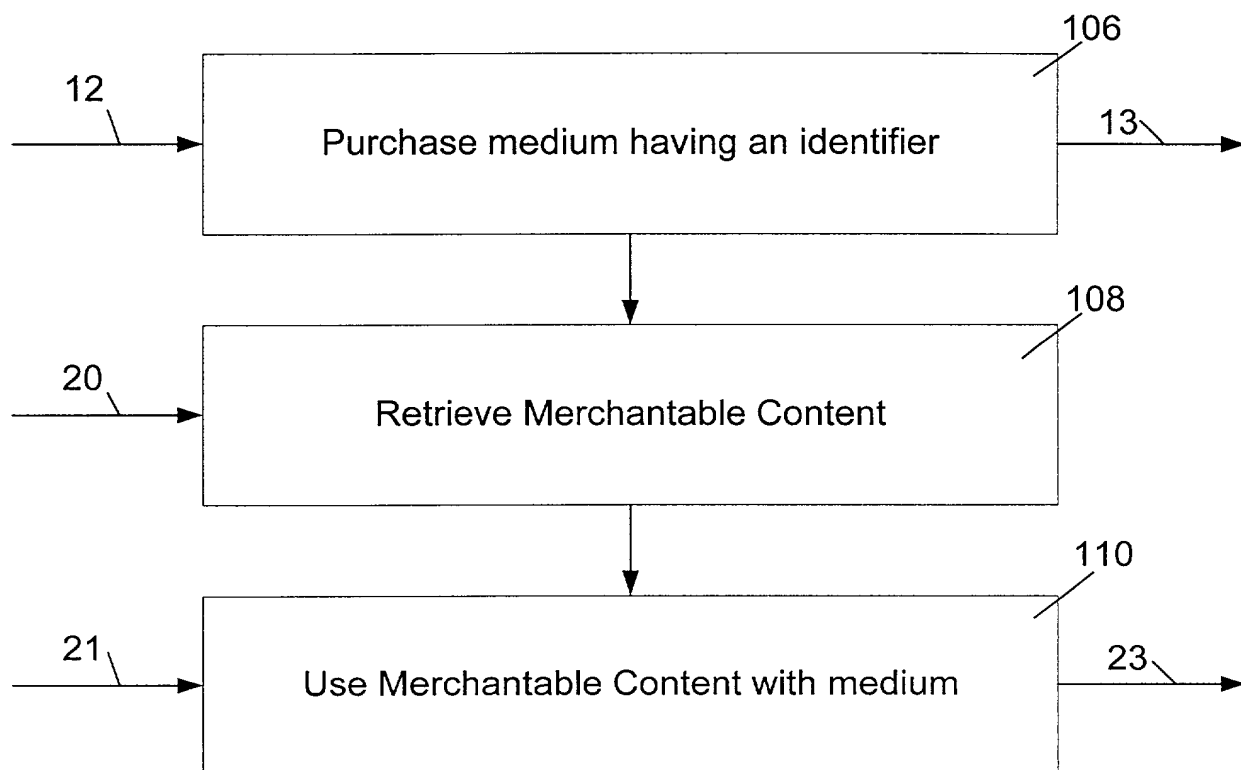 106
12
13
Purchase medium having an identifier
108
20
Retrieve Merchantable Content
110
21
23
Use Merchantable Content with medium